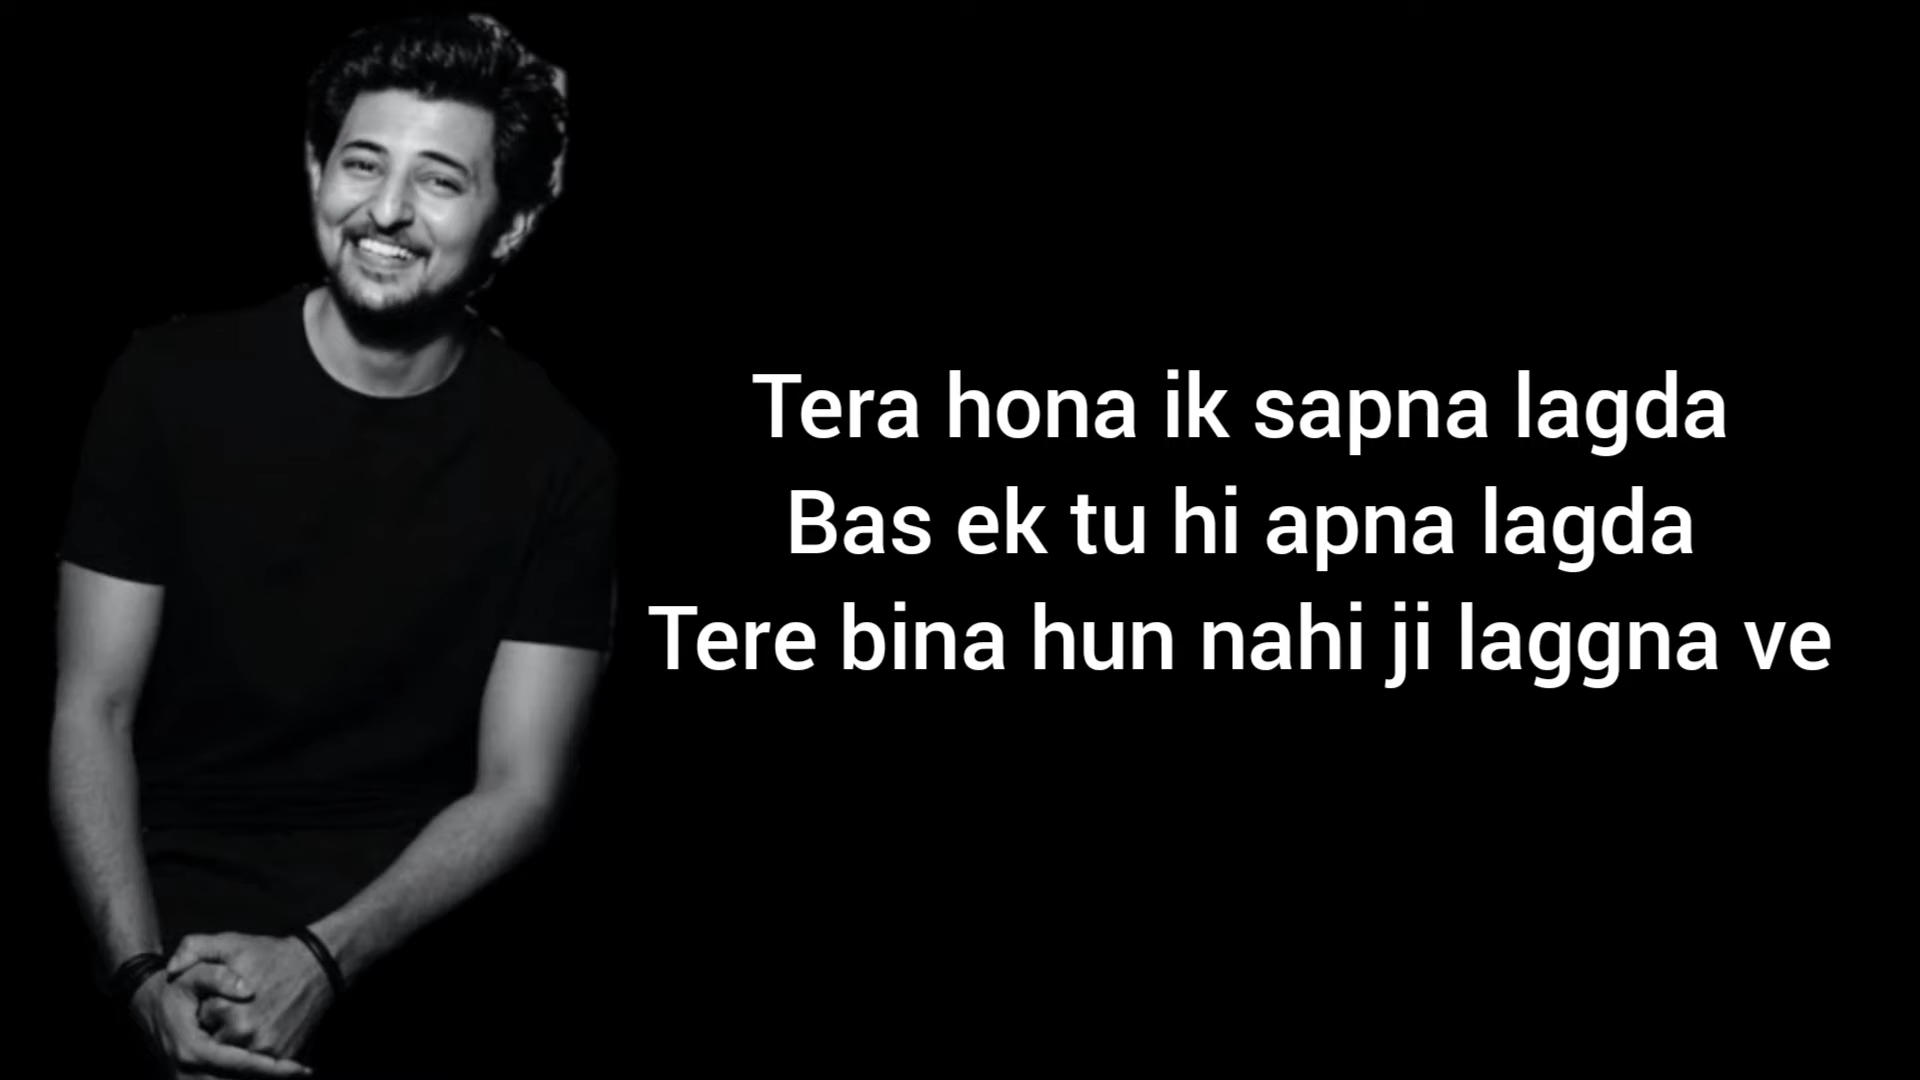 Tera hona ik sapna lagda
Bas ek tu hi apna lagda
Tere bina hun nahi ji laggna ve